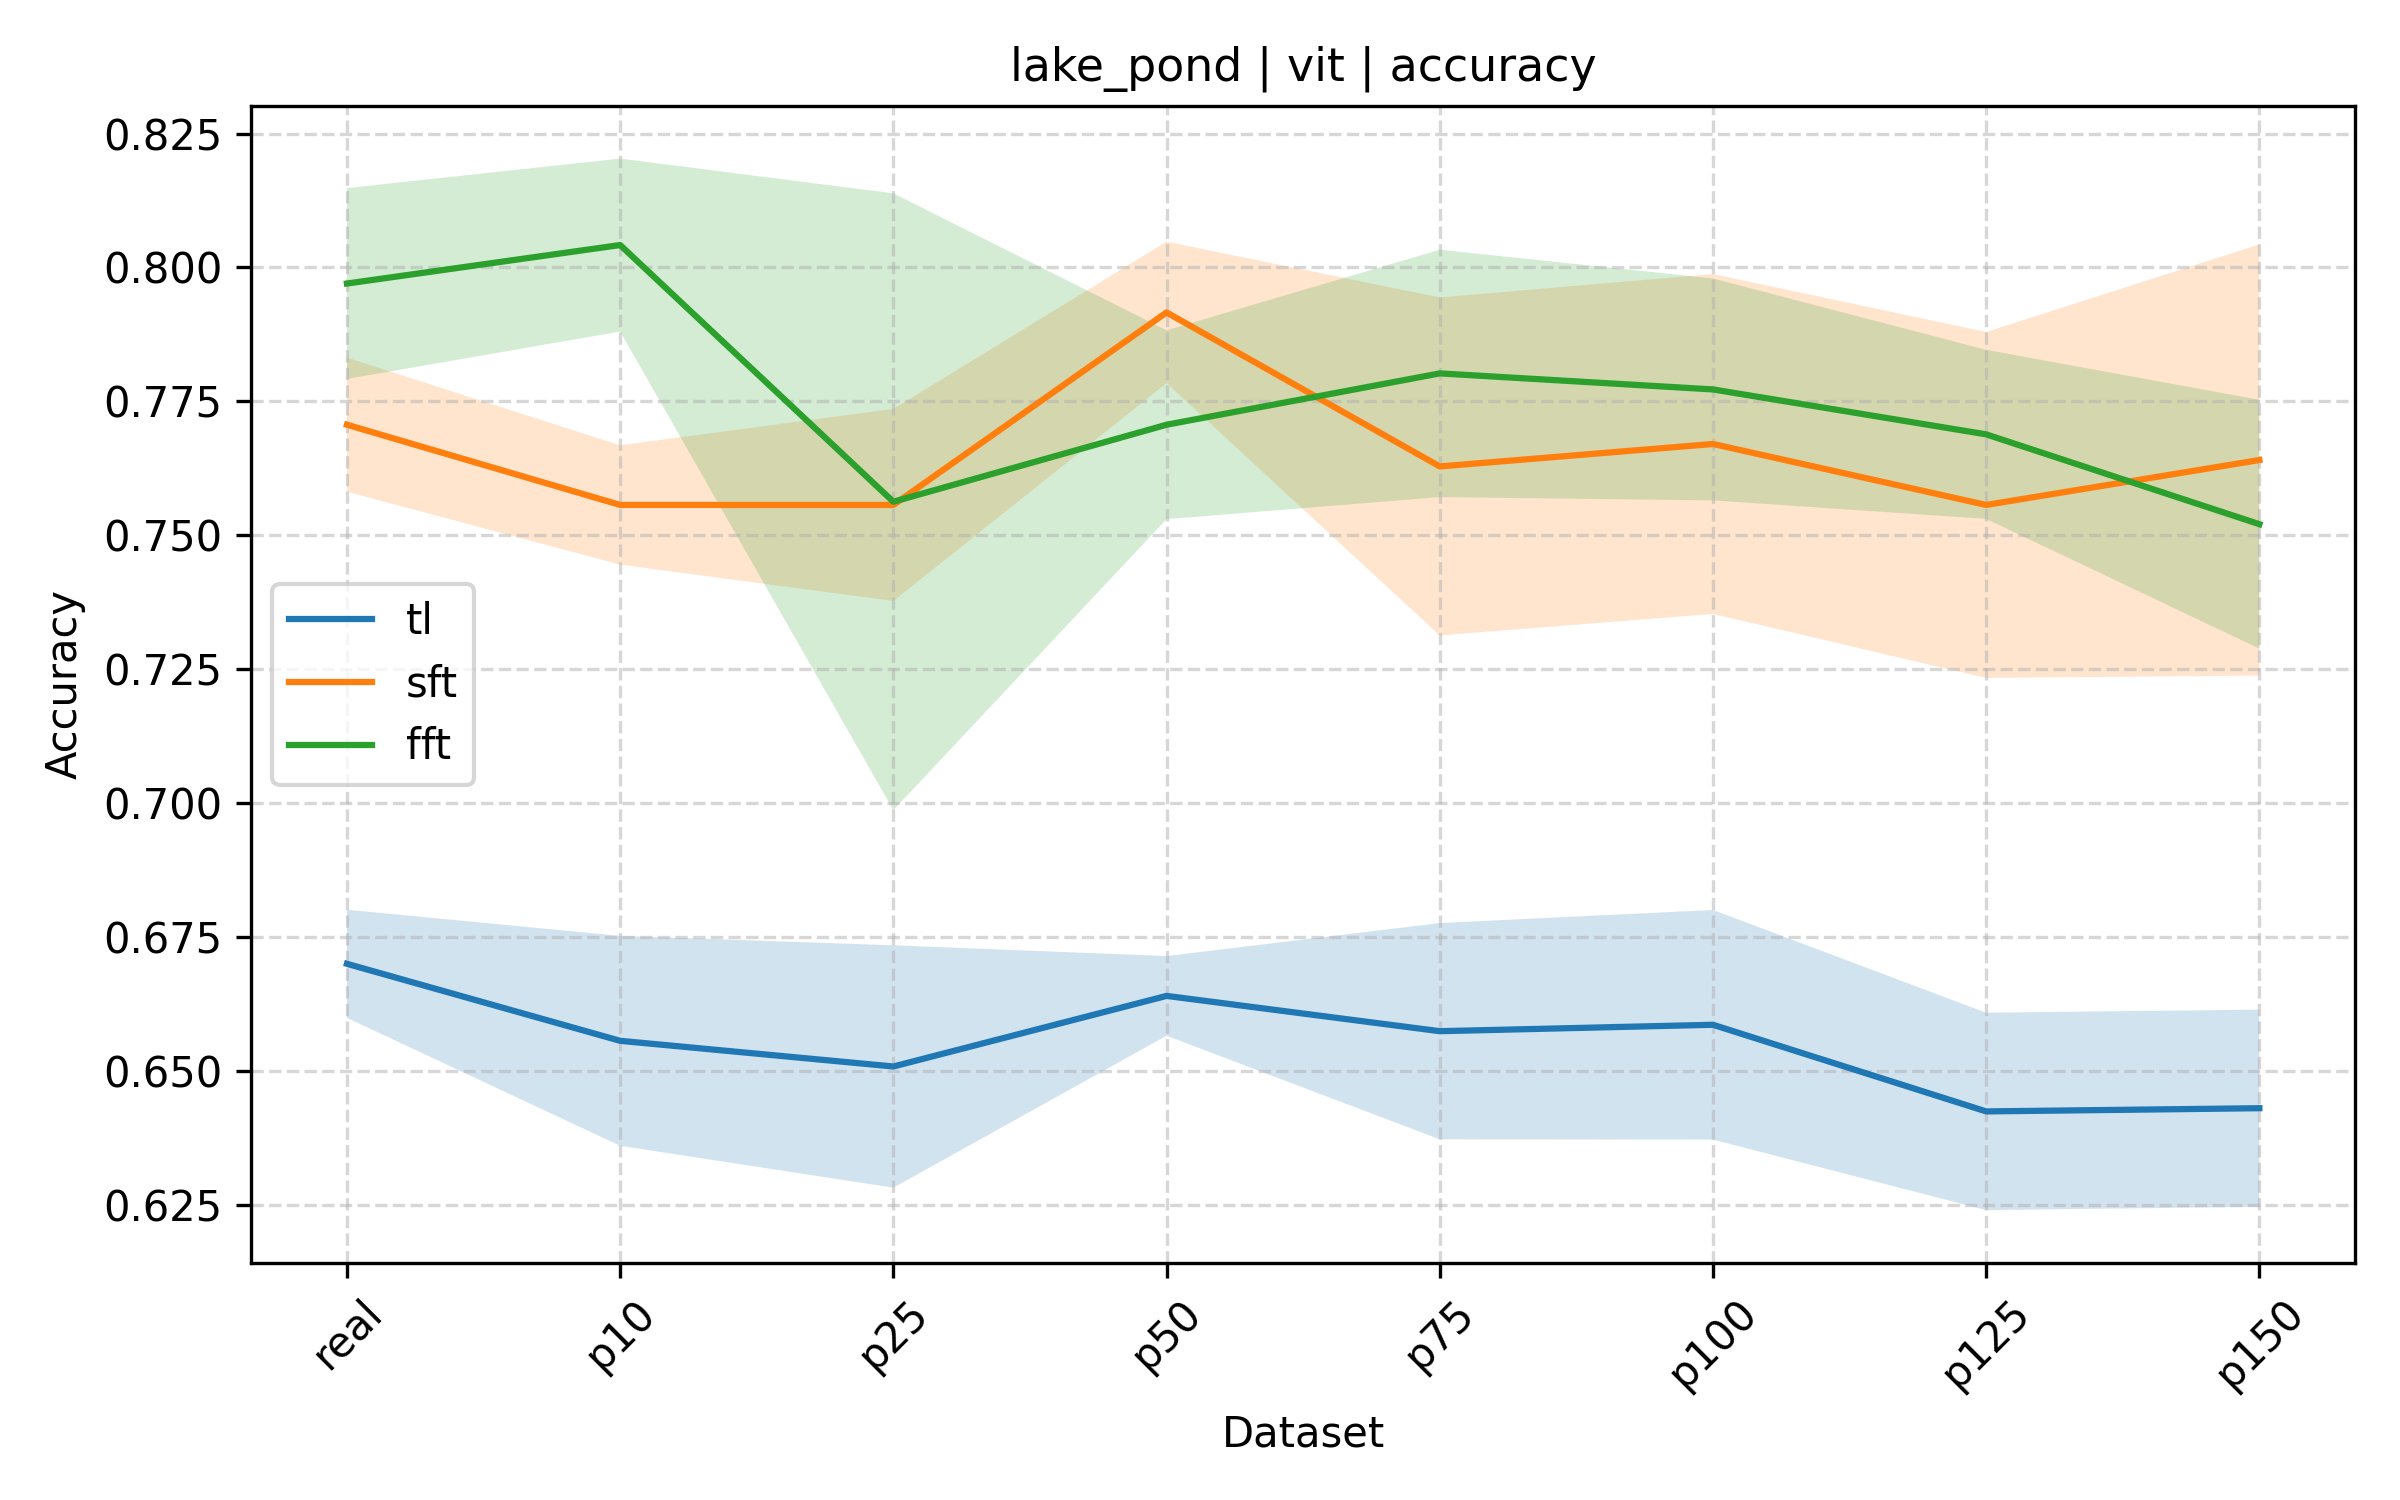 lake_pond | vit | accuracy
0.825
0.800
0.775
0.750
0.725
0.700
0.675
0.650
0.625
Accuracy
tl
sft
fft
real
p10
p25
p50
p75
p100
p125
p150
Dataset